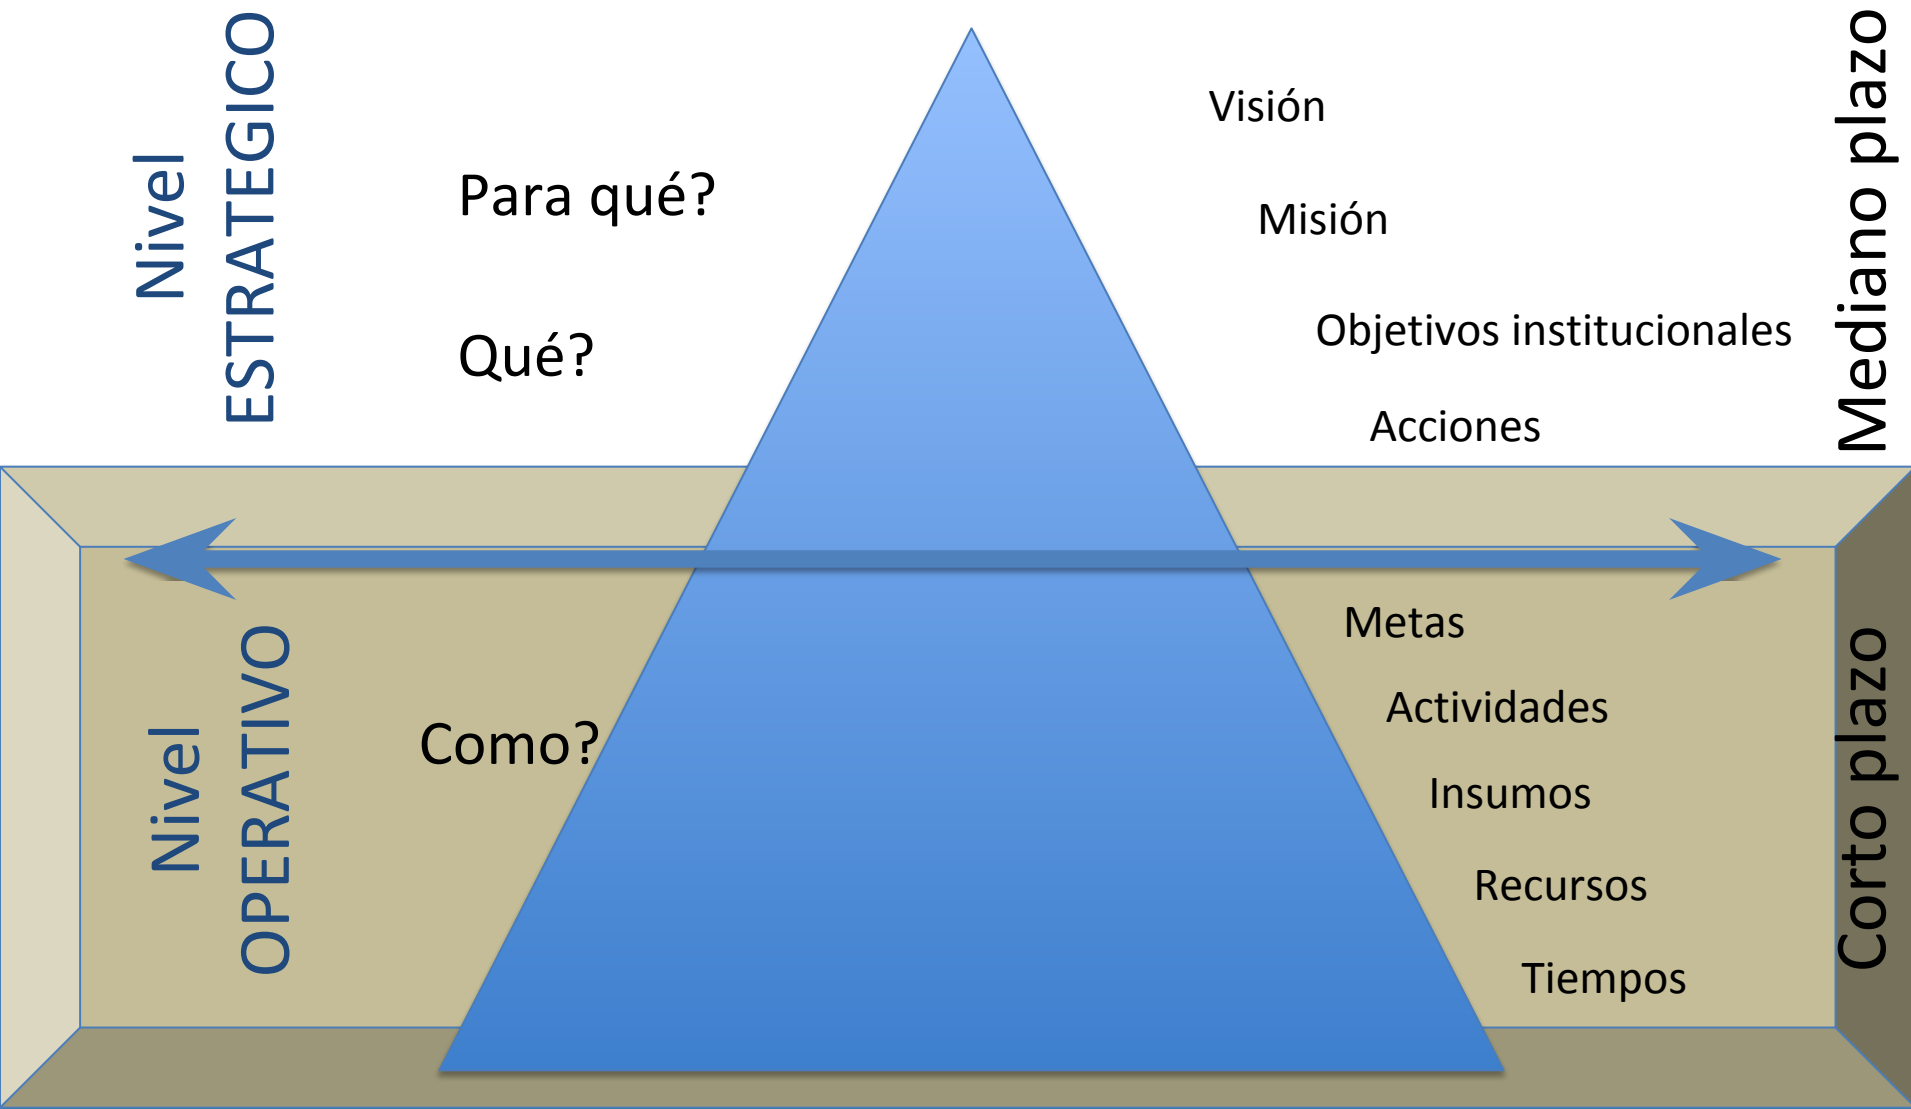 Nivel
ESTRATEGICO
Para qué?
Qué?
Visión
Misión
Objetivos institucionales
Acciones
Mediano plazo
Nivel
OPERATIVO
Como?
Metas
Actividades
Insumos
Recursos
Tiempos
Corto plazo